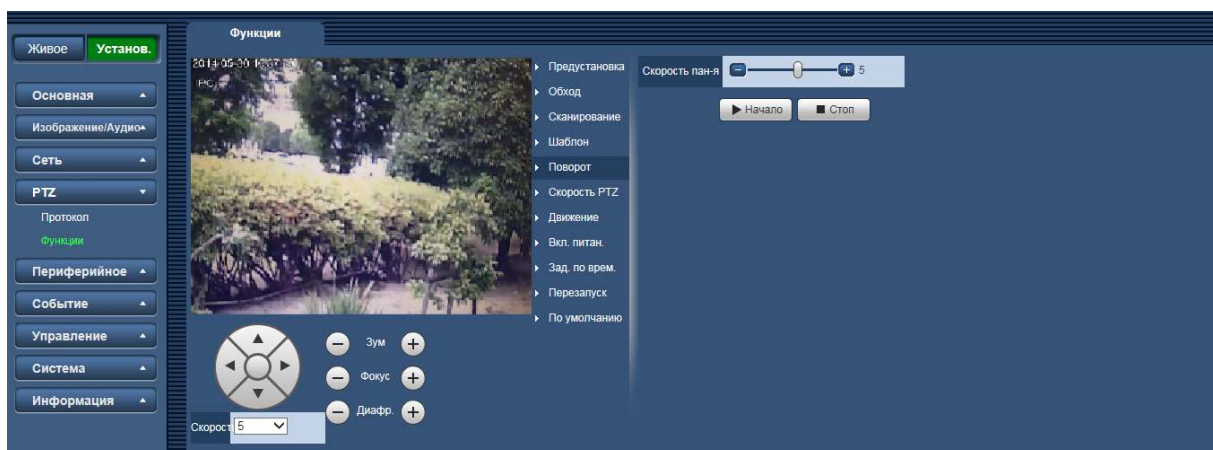 Функции
Живое Установ.
Основная
Изображение/Аудио
Сеть
PTZ
Протокол
Функции
Периферийное
Событие
Управление
Система
Информация
IPC
Предустановка
Обход
Сканирование
Шаблон
Поворот
Скорость PTZ
Движение
Вкл. питан.
Зад. по врем.
Перезапуск
По умолчанию
Зум
Фокус
Диафр.
Скорост 5
Скорость пан-я 5
Начало Стоп